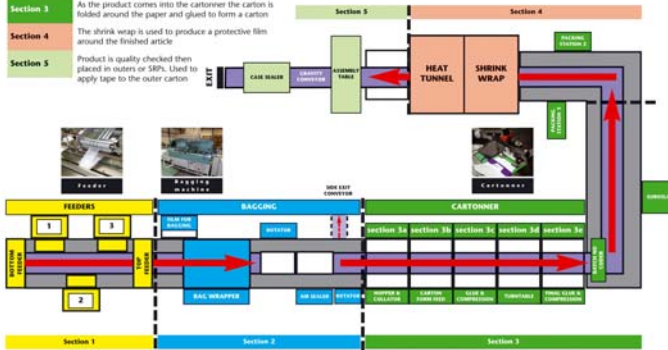 Section 3
As the product comes into the cartonner the carton is
folded around the paper and glued to form a carton
Section 4
The shrink wrap is used to produce a protective film
around the finished article
Section 5
Product is quality checked then
placed in outers or SRPs. Used to
apply tape to the outer carton
Section 5
Section 4
PACKING
STATION 2
EXIT
CASE SEALER
GRAVITY
CONVEYOR
ASSEMBLY
TABLE
HEAT
TUNNEL
SHRINK
WRAP
PACKING
STATION 1
Feeder
Bagging
machine
Cartonner
SIDE EXIT
CONVEYOR
FEEDERS
BAGGING
CARTONNER
1
3
FILM FOR
BAGGING
ROTATOR
section 3a
section 3b
section 3c
section 3d
section 3e
BOTTOM
FEEDER
TOP
FEEDER
2
BAG WRAPPER
AIR SEALER
ROTATOR
HOPPER &
COLLATOR
CARTON
FORM FEED
GLUE &
COMPRESSION
TURNTABLE
FINAL GLUE &
COMPRESSION
Section 1
Section 2
Section 3